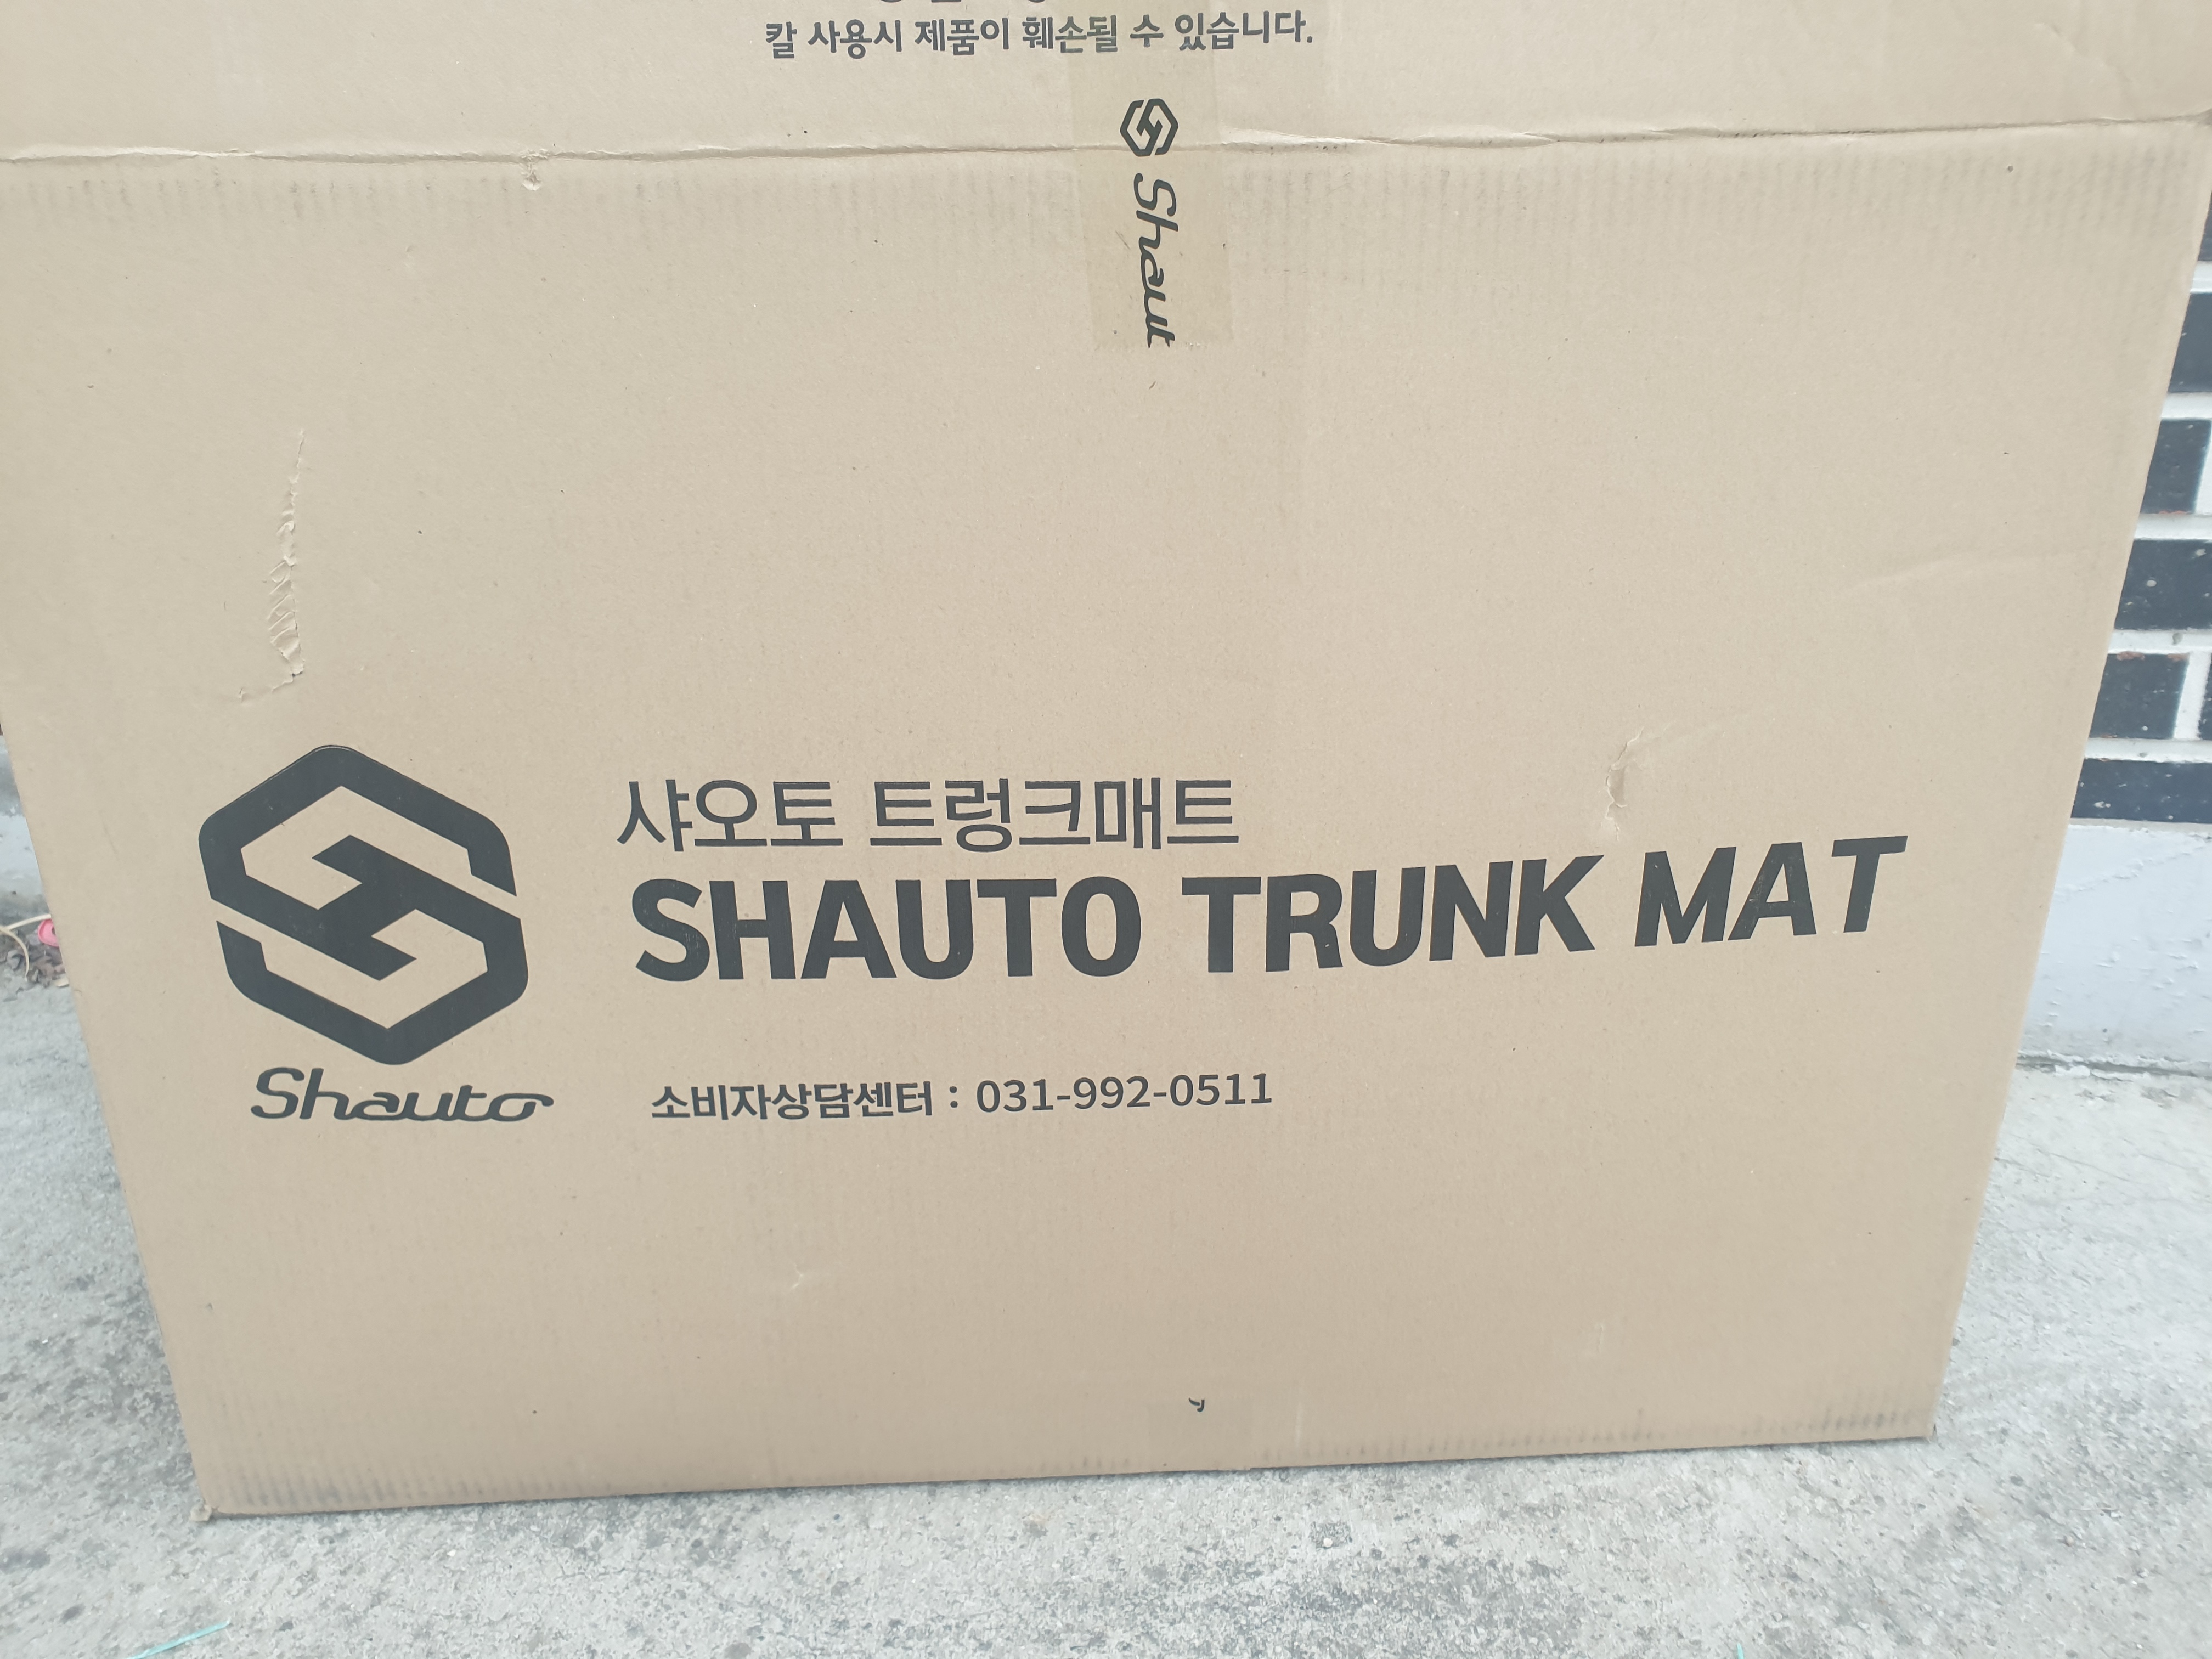 칼 사용시 제품이 훼손될 수 있습니다.
Shaut
샤오토 트렁크매트
SHAUTO TRUNK MAT
Shauto
소비자상담센터 : 031-992-0511